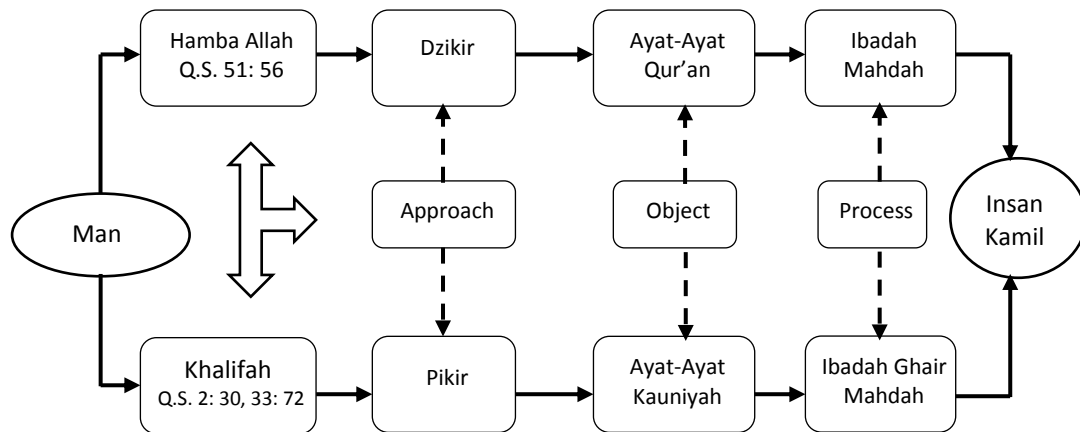 Hamba Allah
Q.S. 51: 56
Dzikir
Ayat-Ayat
Qur’an
Ibadah
Mahdah
Man
Approach
Object
Process
Insan
Kamil
Khalifah
Q.S. 2: 30, 33: 72
Pikir
Ayat-Ayat
Kauniyah
Ibadah Ghair
Mahdah